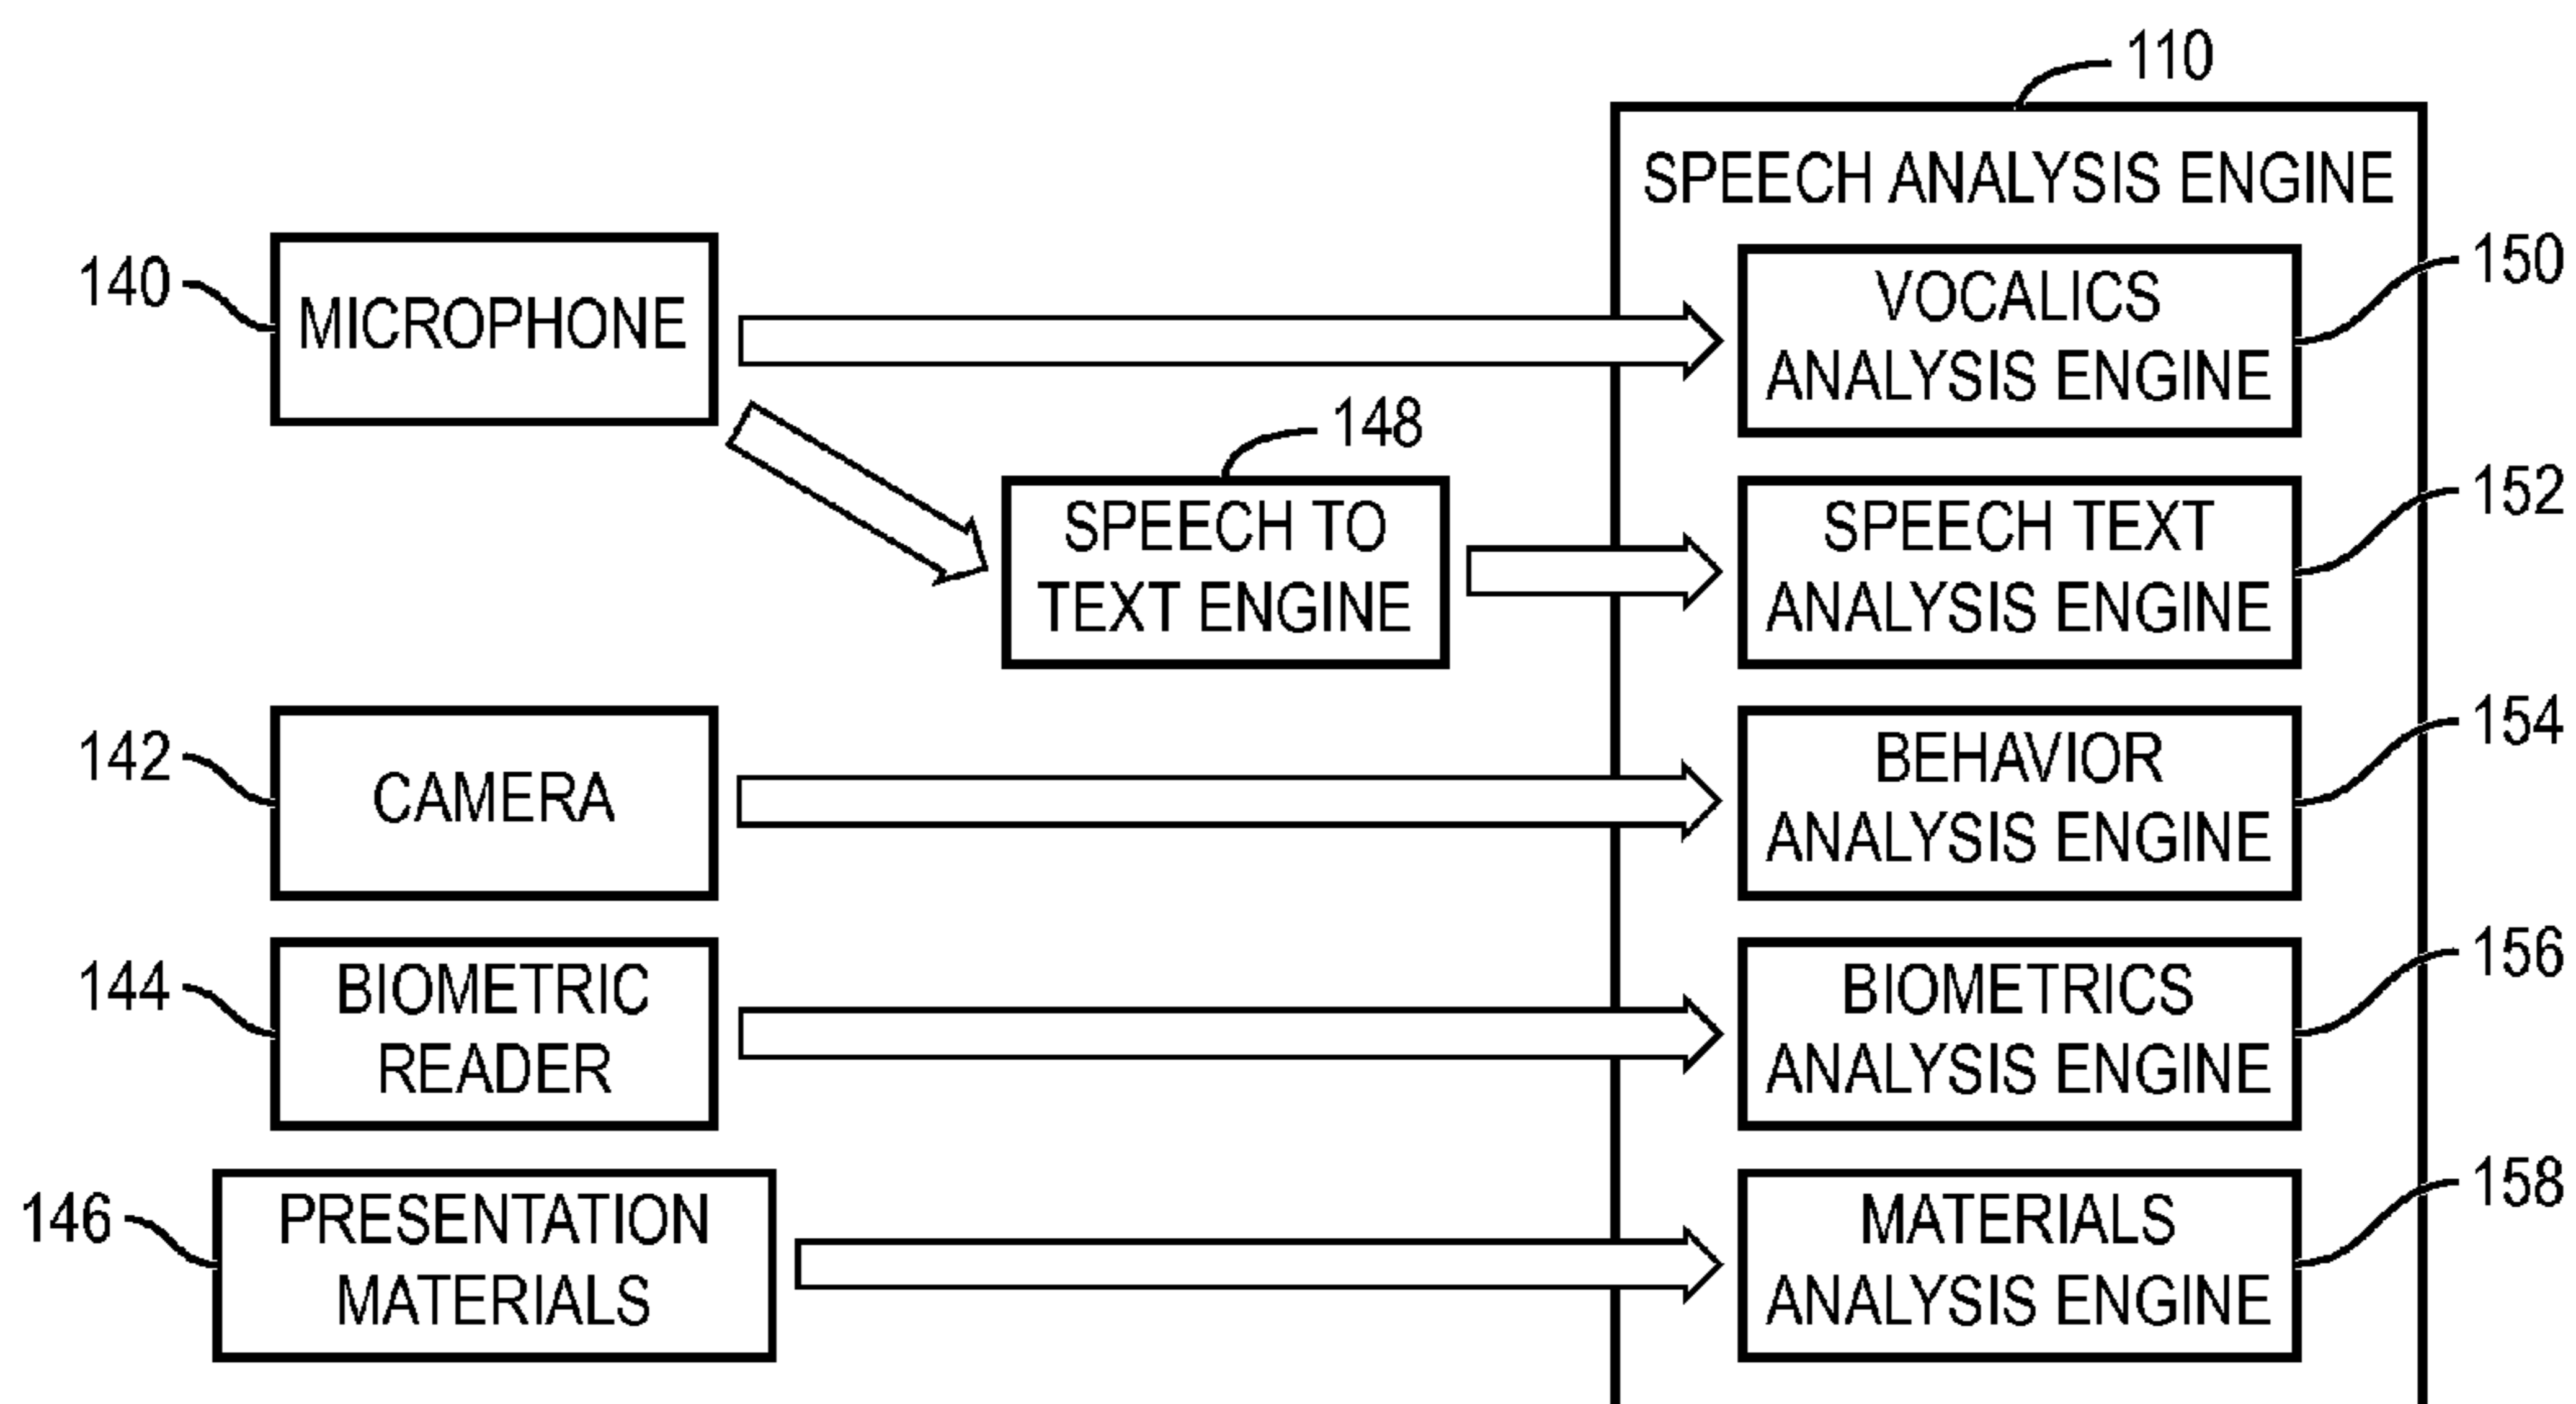 110
SPEECH ANALYSIS ENGINE
140
MICROPHONE
VOCALICS
ANALYSIS ENGINE
150
148
SPEECH TO
TEXT ENGINE
SPEECH TEXT
ANALYSIS ENGINE
152
142
CAMERA
BEHAVIOR
ANALYSIS ENGINE
154
144
BIOMETRIC
READER
BIOMETRICS
ANALYSIS ENGINE
156
146
PRESENTATION
MATERIALS
MATERIALS
ANALYSIS ENGINE
158